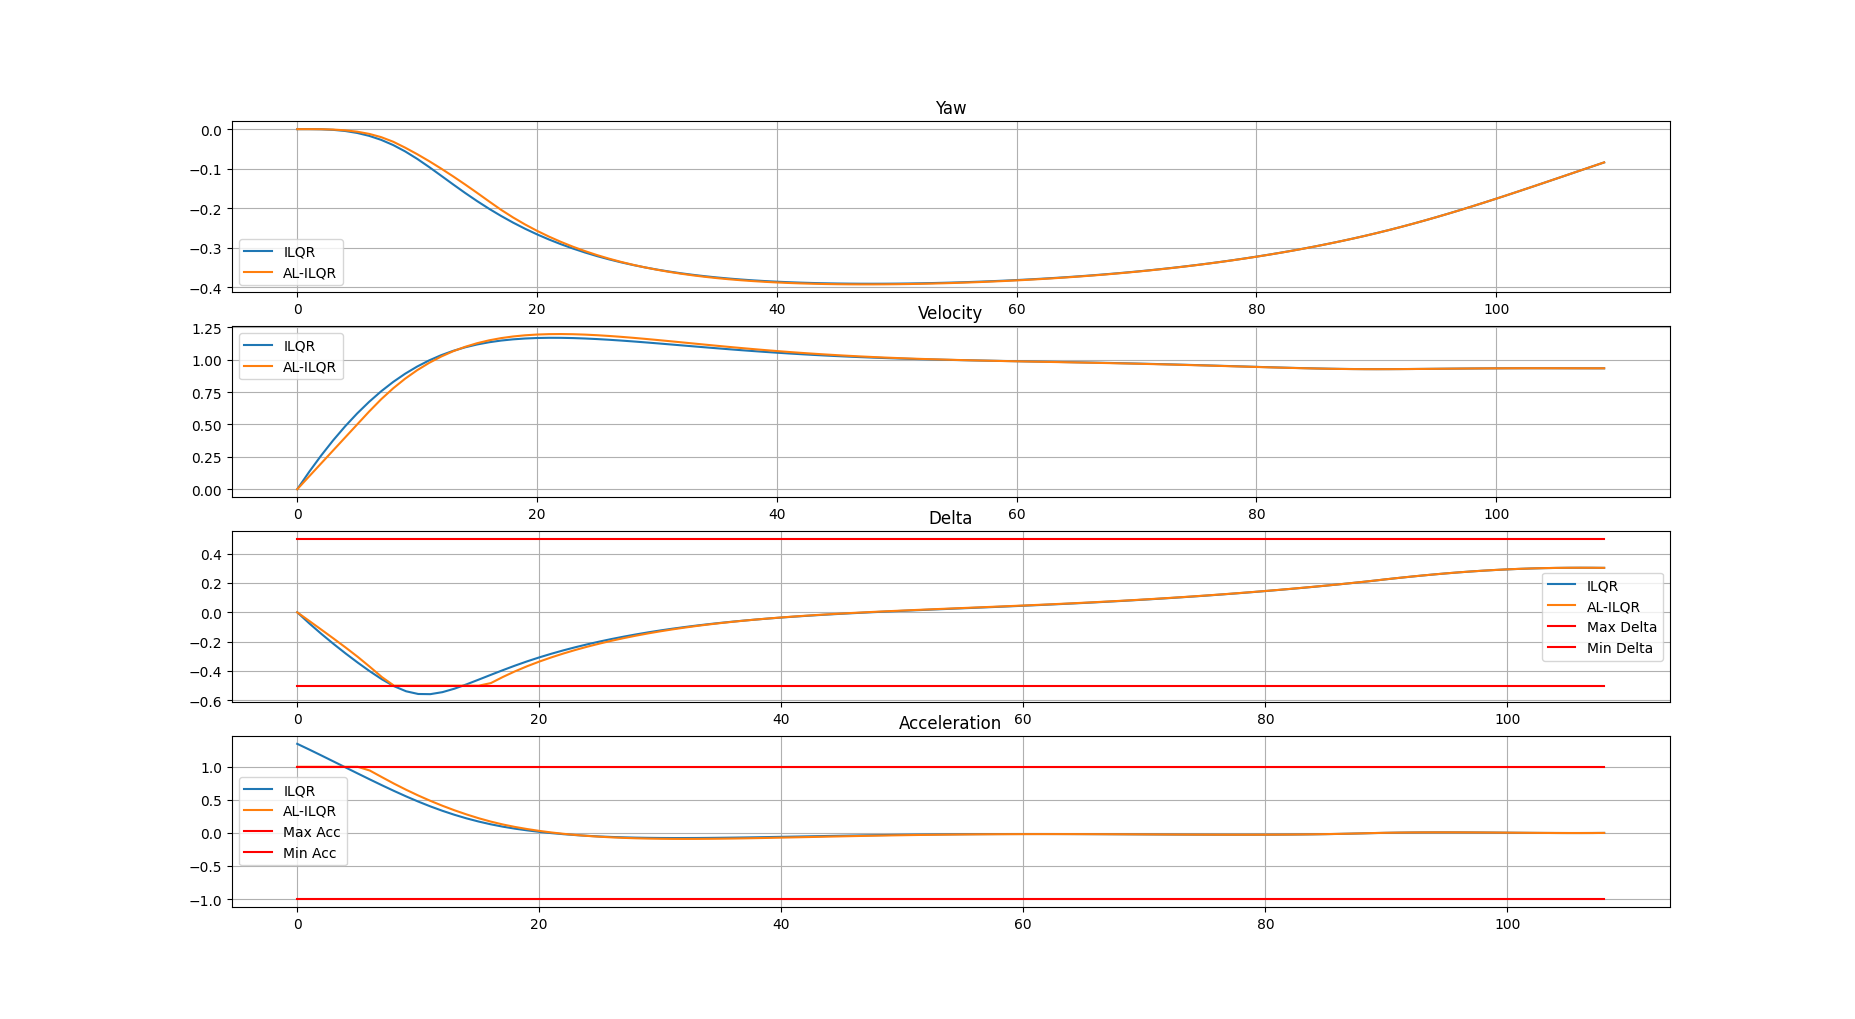 Yaw
0.0
−0.1
−0.2
−0.3
−0.4
ILQR
AL-ILQR
0 20 40 60 80 100
Velocity
1.25
1.00
0.75
0.50
0.25
0.00
ILQR
AL-ILQR
0 20 40 60 80 100
Delta
0.4
0.2
0.0
−0.2
−0.4
−0.6
ILQR
AL-ILQR
Max Delta
Min Delta
0 20 40 60 80 100
Acceleration
1.0
0.5
0.0
−0.5
−1.0
ILQR
AL-ILQR
Max Acc
Min Acc
0 20 40 60 80 100